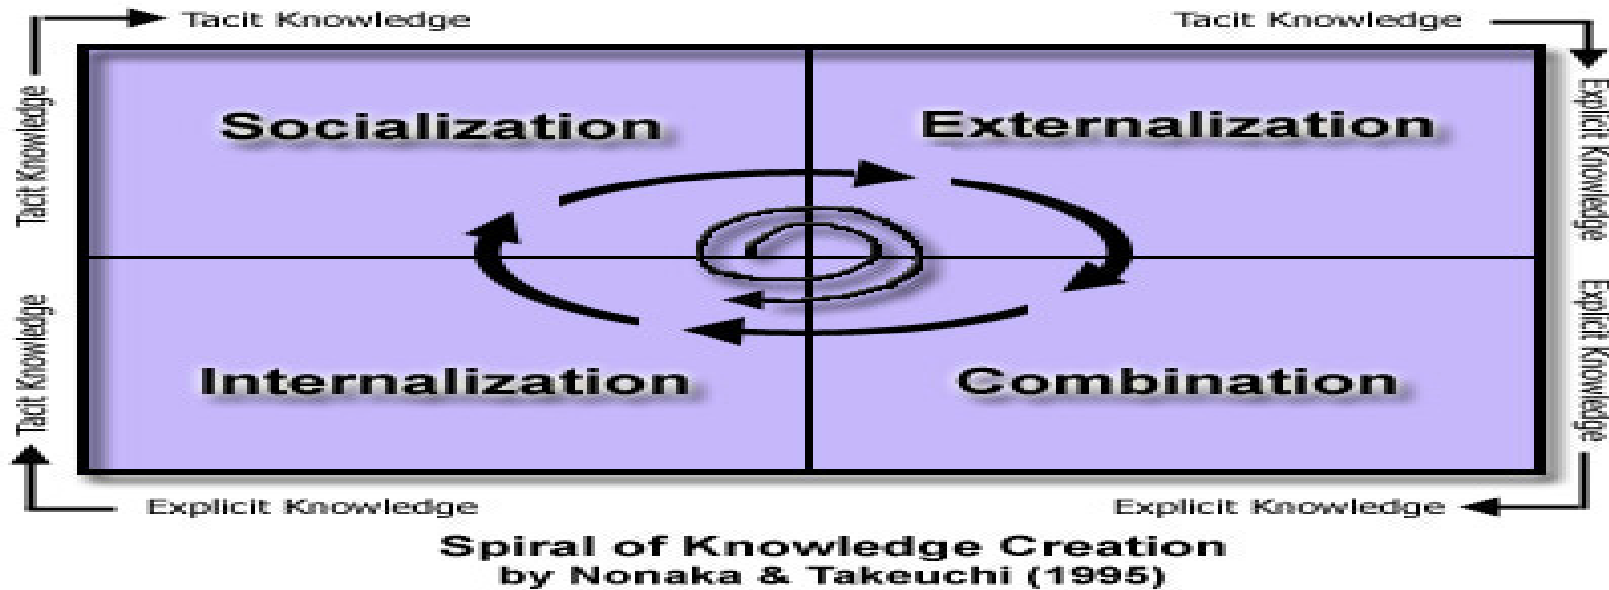 Tacit Knowledge
Tacit Knowledge
Tacit Knowledge
Explicit Knowledge
Socialization
Externalization
Tacit Knowledge
Explicit Knowledge
Internalization
Combination
Explicit Knowledge
Explicit Knowledge
Spiral of Knowledge Creation
by Nonaka & Takeuchi (1995)